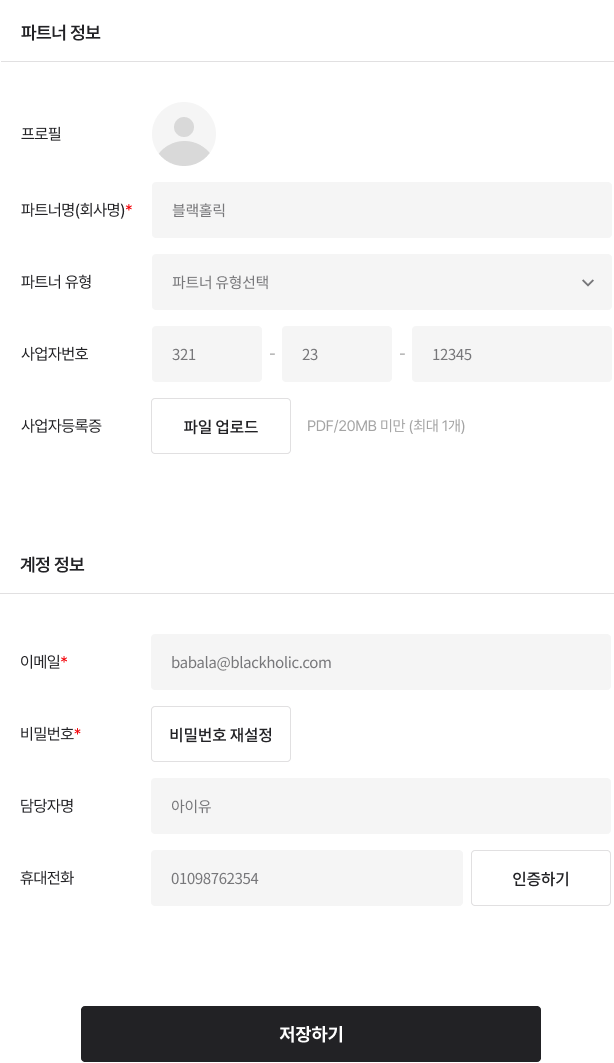 파트너 정보
프로필
파트너명(회사명)* 블랙홀릭
파트너 유형 파트너 유형선택
사업자번호 321 - 23 - 12345
사업자등록증 파일 업로드 PDF/20MB 미만 (최대 1개)
계정 정보
이메일* babala@blackholic.com
비밀번호* 비밀번호 재설정
담당자명 아이유
휴대전화 01098762354 인증하기
저장하기